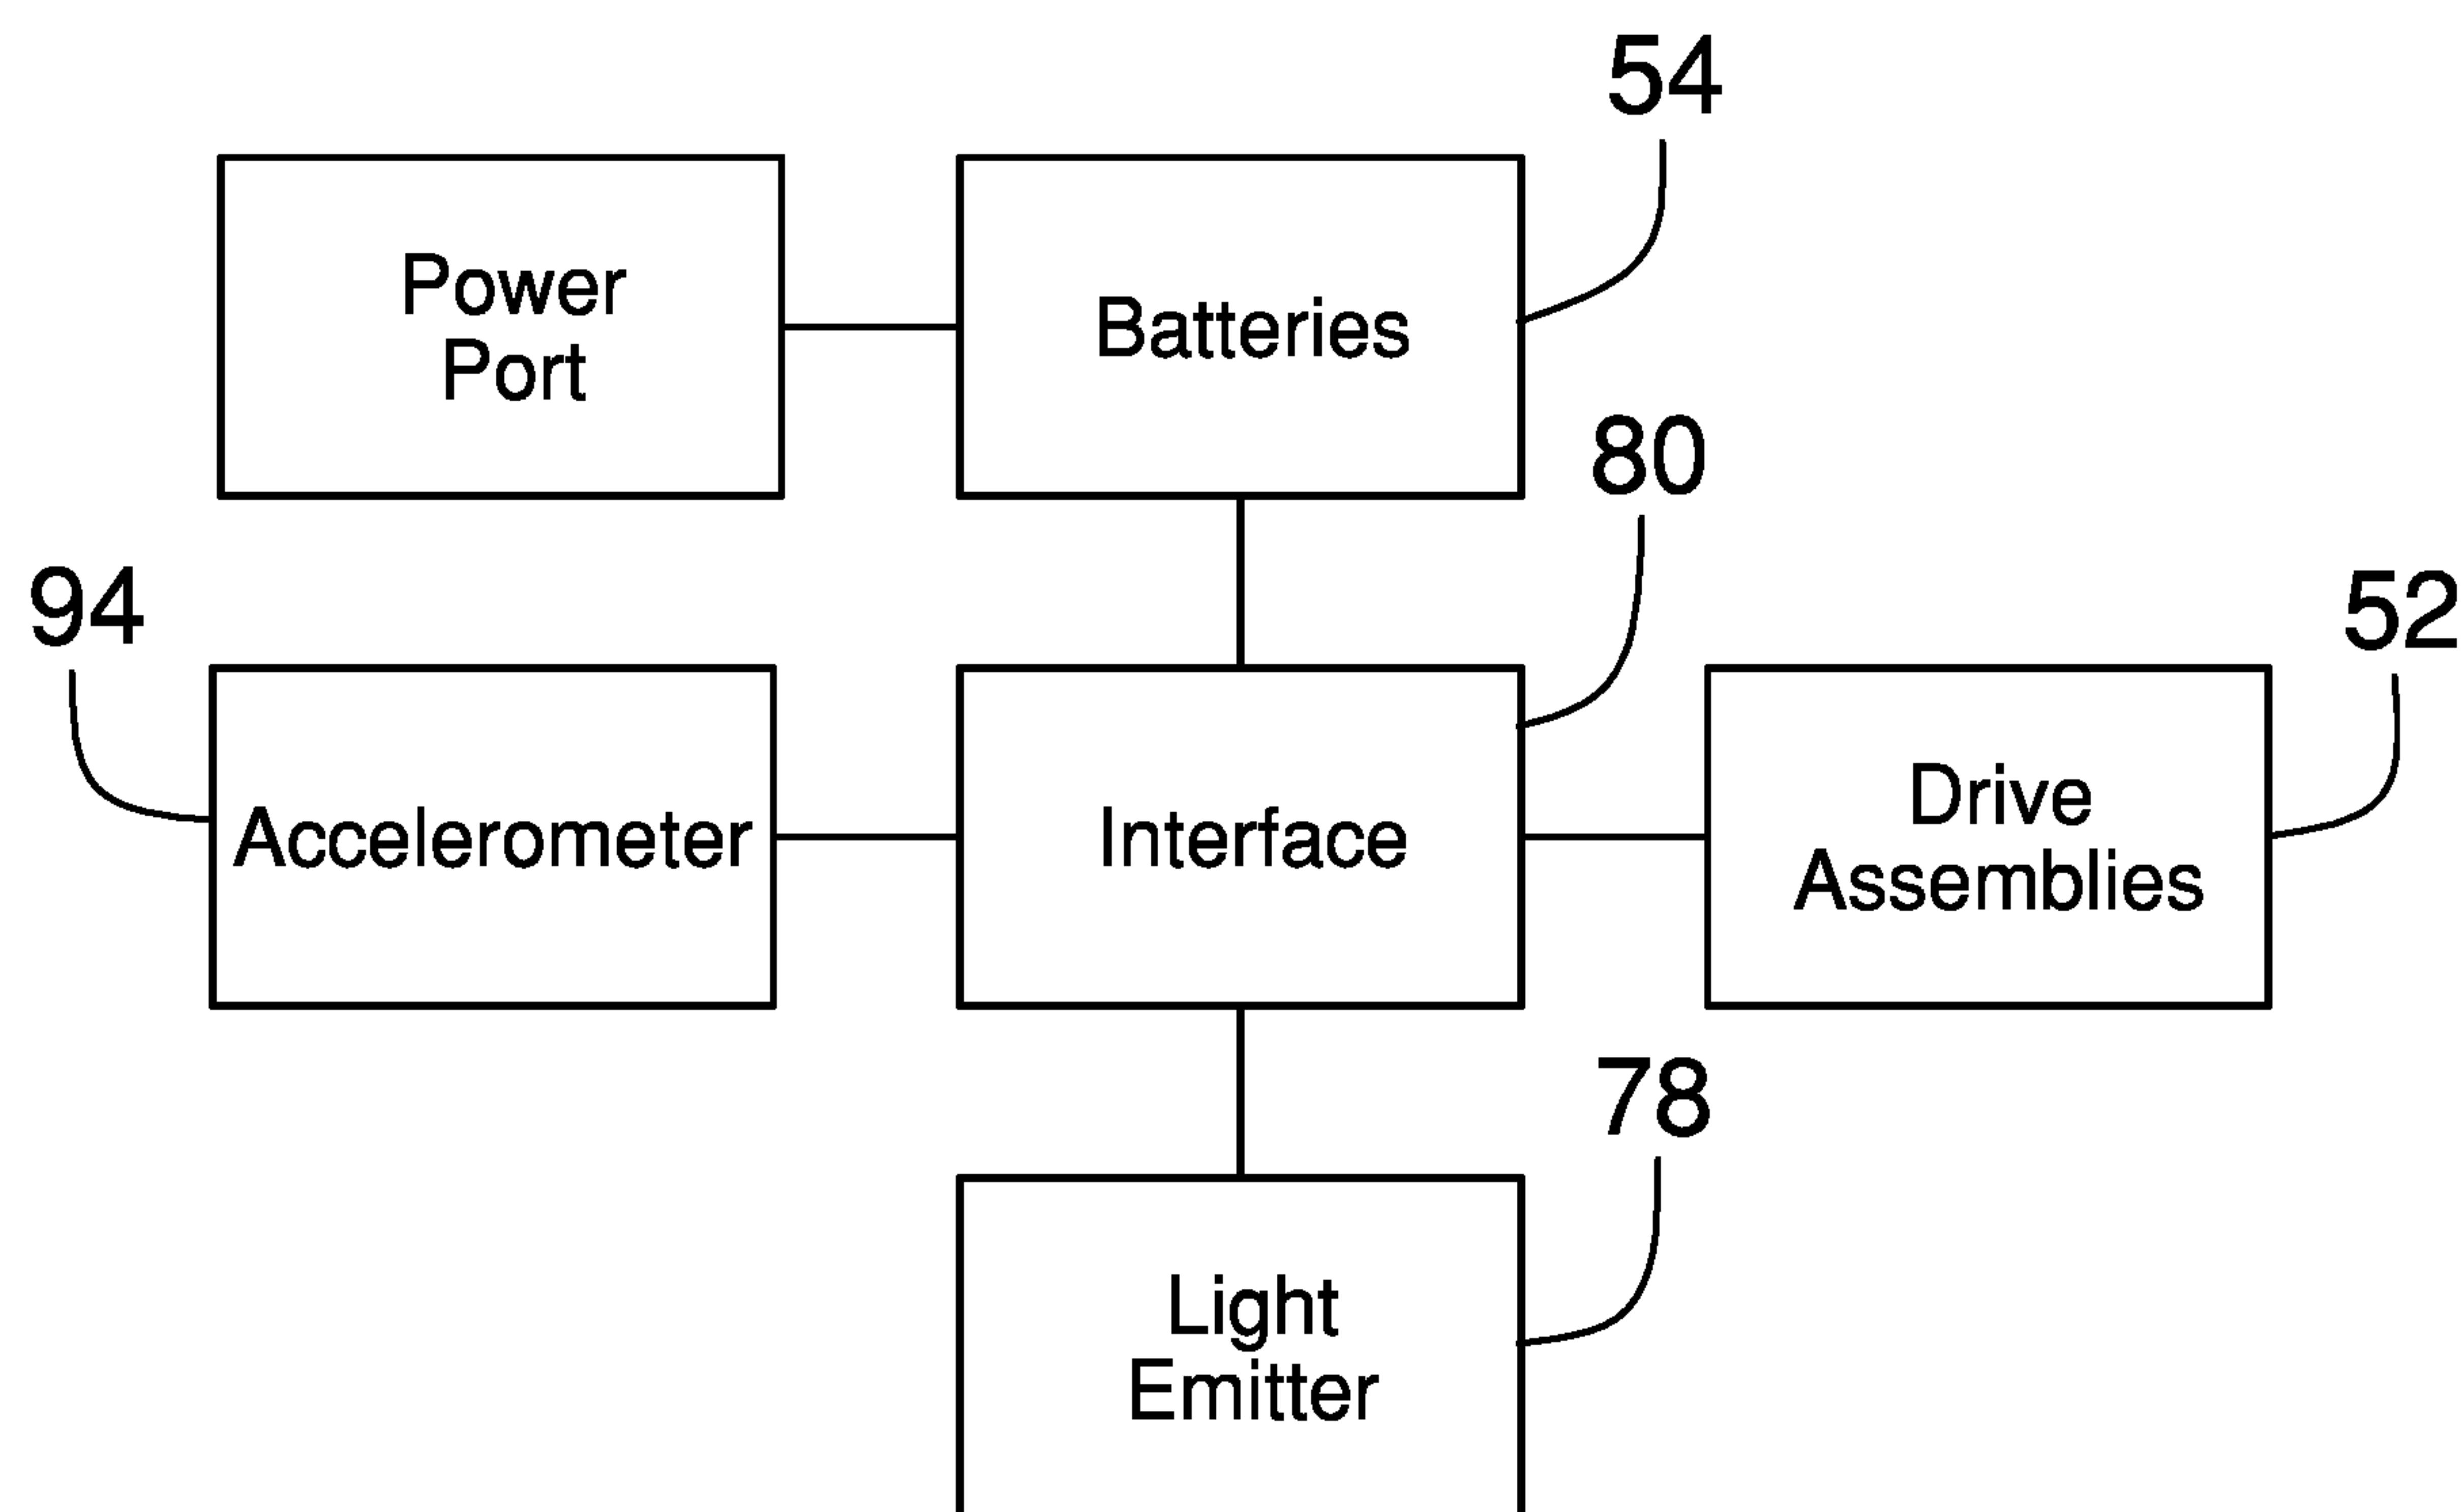 54
Power
Port
Batteries
80
94
52
Accelerometer
Interface
Drive
Assemblies
78
Light
Emitter